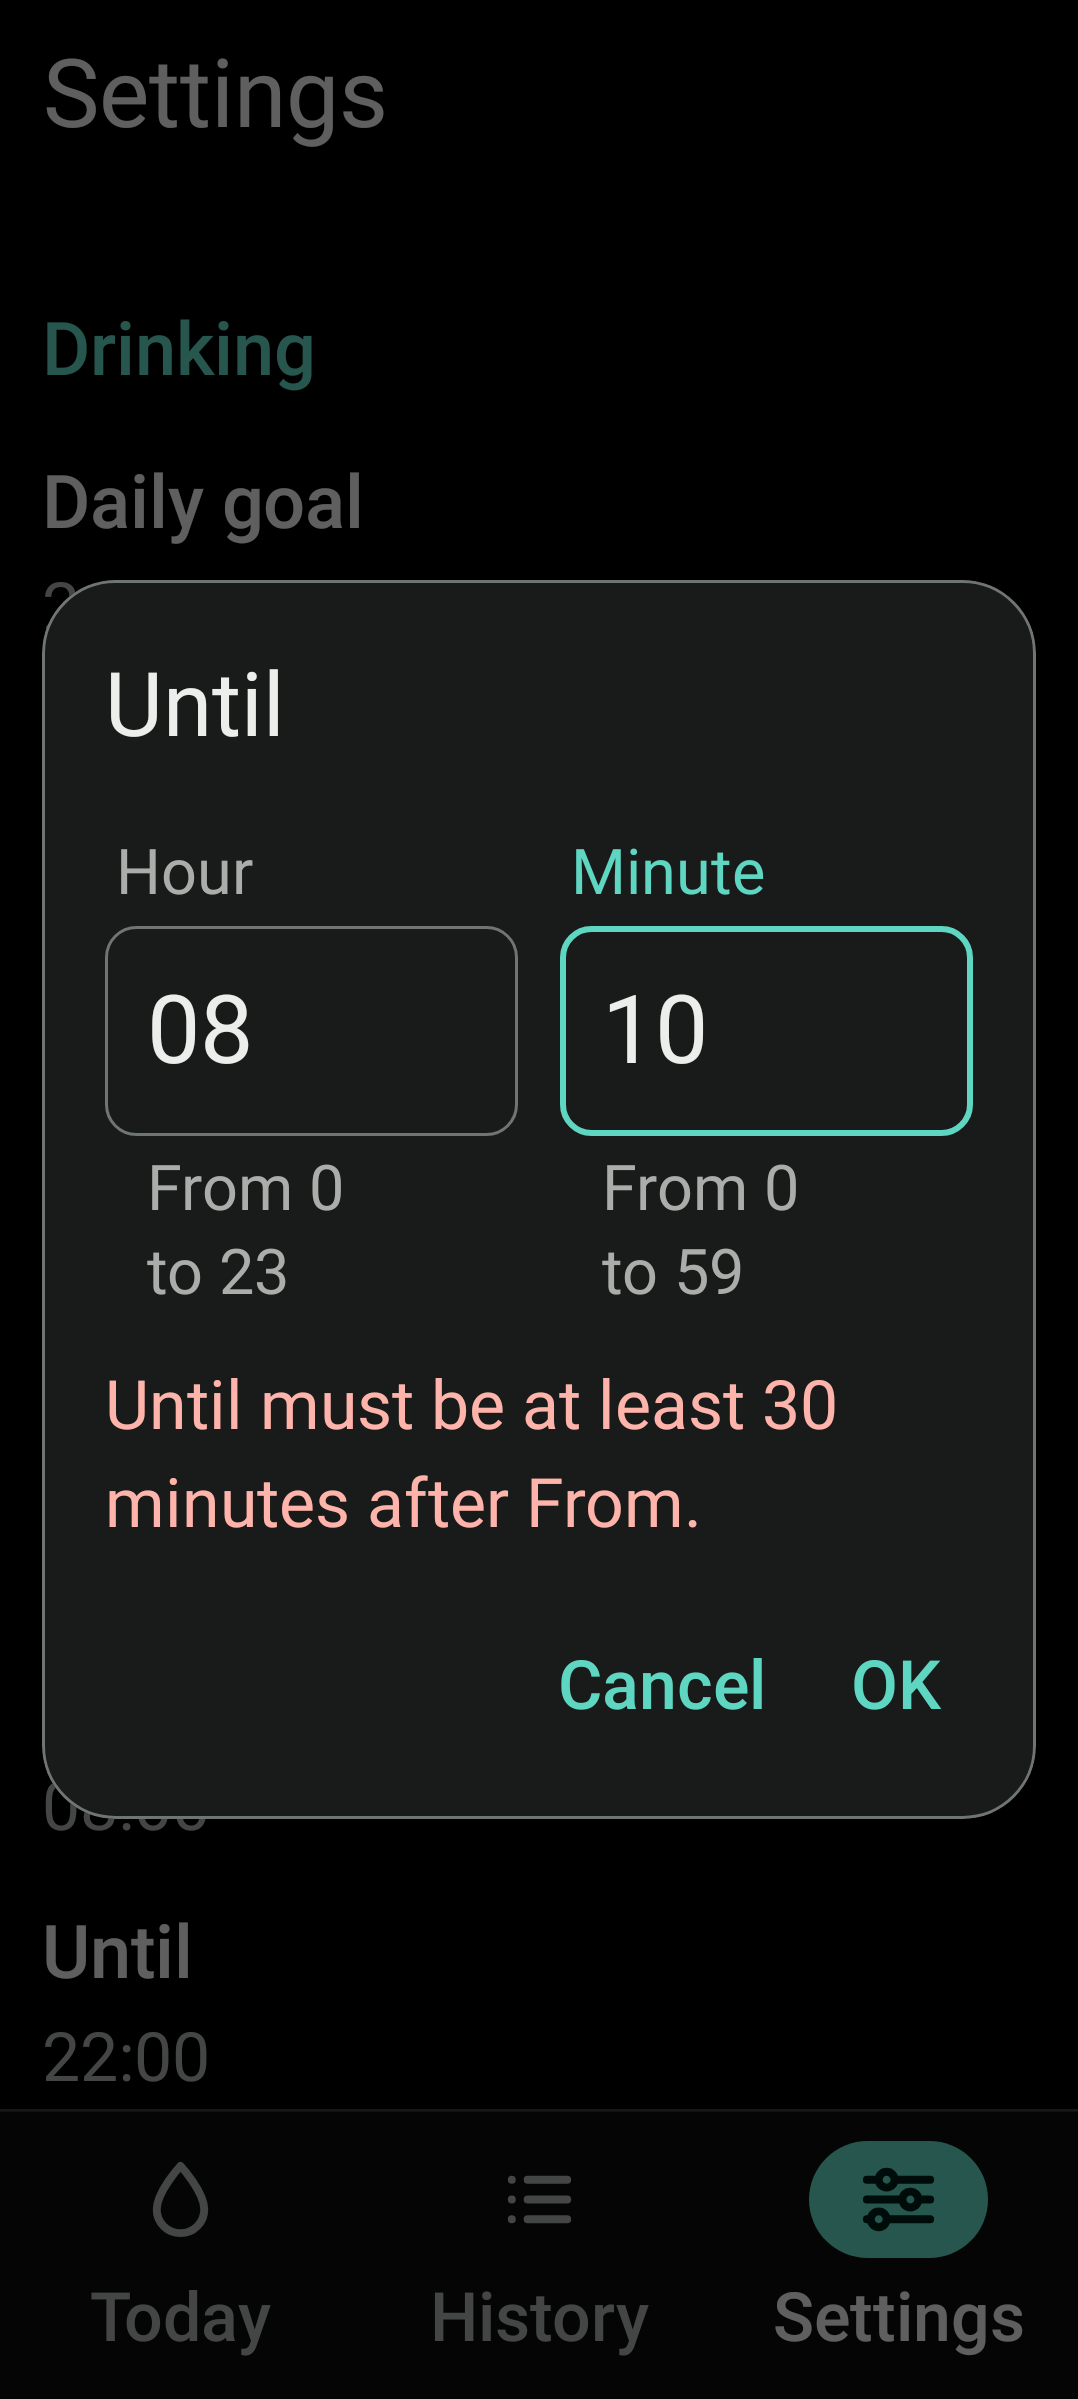 Settings
Drinking
Daily goal
Until
Hour
Minute
08
10
From 0
to 23
From 0
to 59
Until must be at least 30
minutes after From.
Cancel
OK
Until
22:00
Today
History
Settings